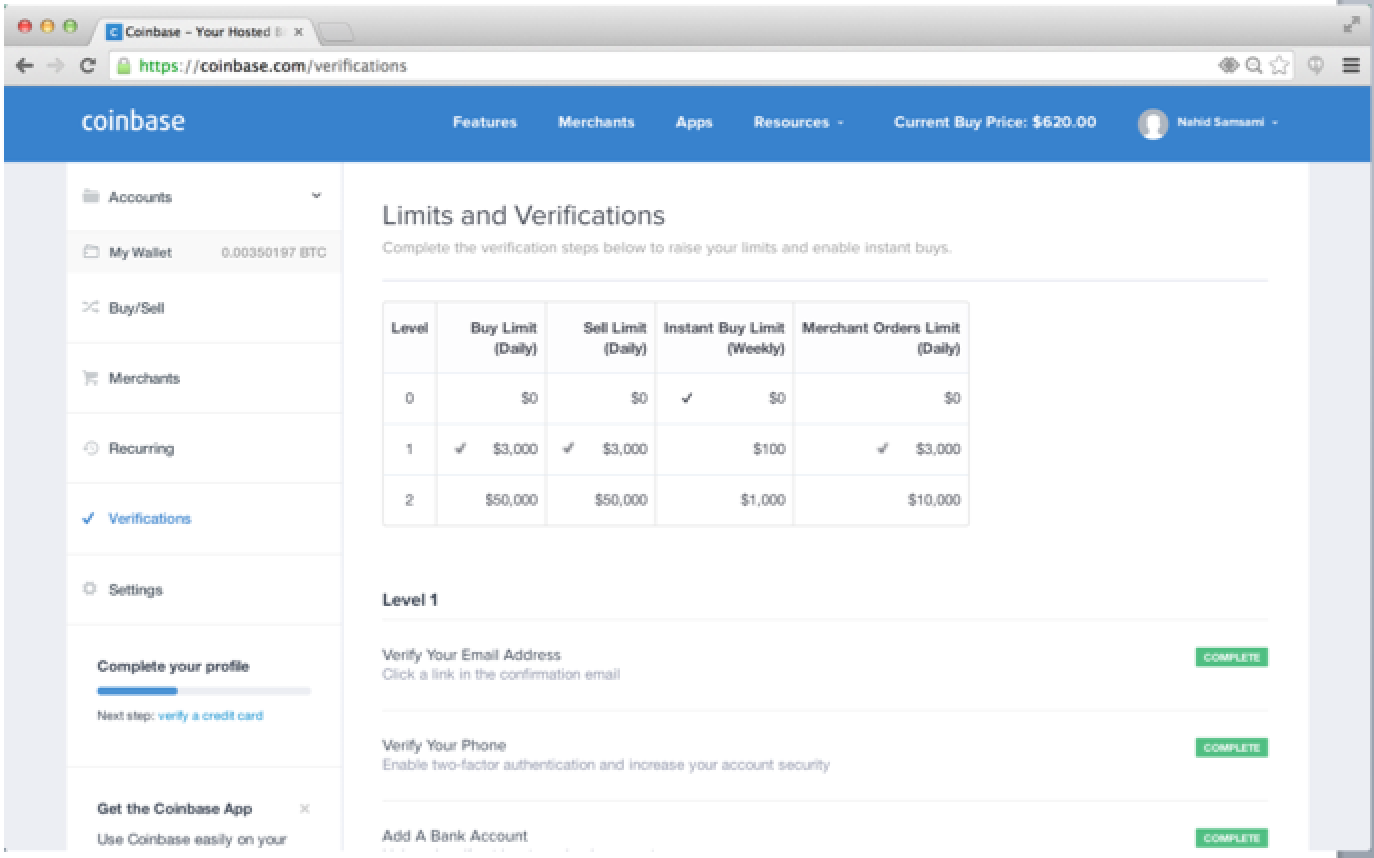 Coinbase - Your Hosted B
https://coinbase.com/verifications
coinbase
Features Merchants Apps Resources Current Buy Price: $620.00 Nahid Samsami
Accounts
My Wallet 0.00350197 BTC
Buy/Sell
Merchants
Recurring
Verifications
Settings
Complete your profile
Next step: verify a credit card
Get the Coinbase App
Use Coinbase easily on your
Limits and Verifications
Complete the verification steps below to raise your limits and enable instant buys.
Level Buy Limit (Daily) Sell Limit (Daily) Instant Buy Limit (Weekly) Merchant Orders Limit (Daily)
0 $0 $0 ✓ $0 $0
1 ✓ $3,000 ✓ $3,000 $100 ✓ $3,000
2 $50,000 $50,000 $1,000 $10,000
Level 1
Verify Your Email Address COMPLETE
Click a link in the confirmation email
Verify Your Phone COMPLETE
Enable two-factor authentication and increase your account security
Add A Bank Account COMPLETE